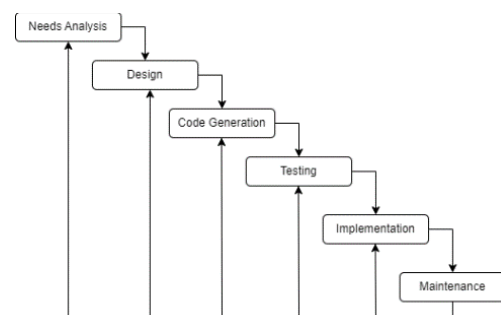 Needs Analysis
Design
Code Generation
Testing
Implementation
Maintenance